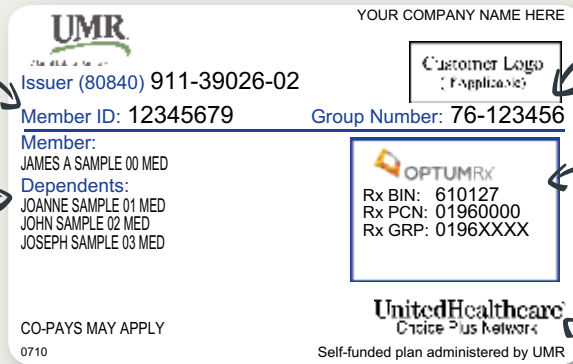 YOUR COMPANY NAME HERE
UMR
Customer Logo
(If Applicable)
Issuer (80840) 911-39026-02
Member ID: 12345679
Group Number: 76-123456
Member:
JAMES A SAMPLE 00 MED
Dependents:
JOANNE SAMPLE 01 MED
JOHN SAMPLE 02 MED
JOSEPH SAMPLE 03 MED
OPTUMRx
Rx BIN: 610127
Rx PCN: 01960000
Rx GRP: 0196XXXX
UnitedHealthcare
Choice Plus Network
CO-PAYS MAY APPLY
0710
Self-funded plan administered by UMR